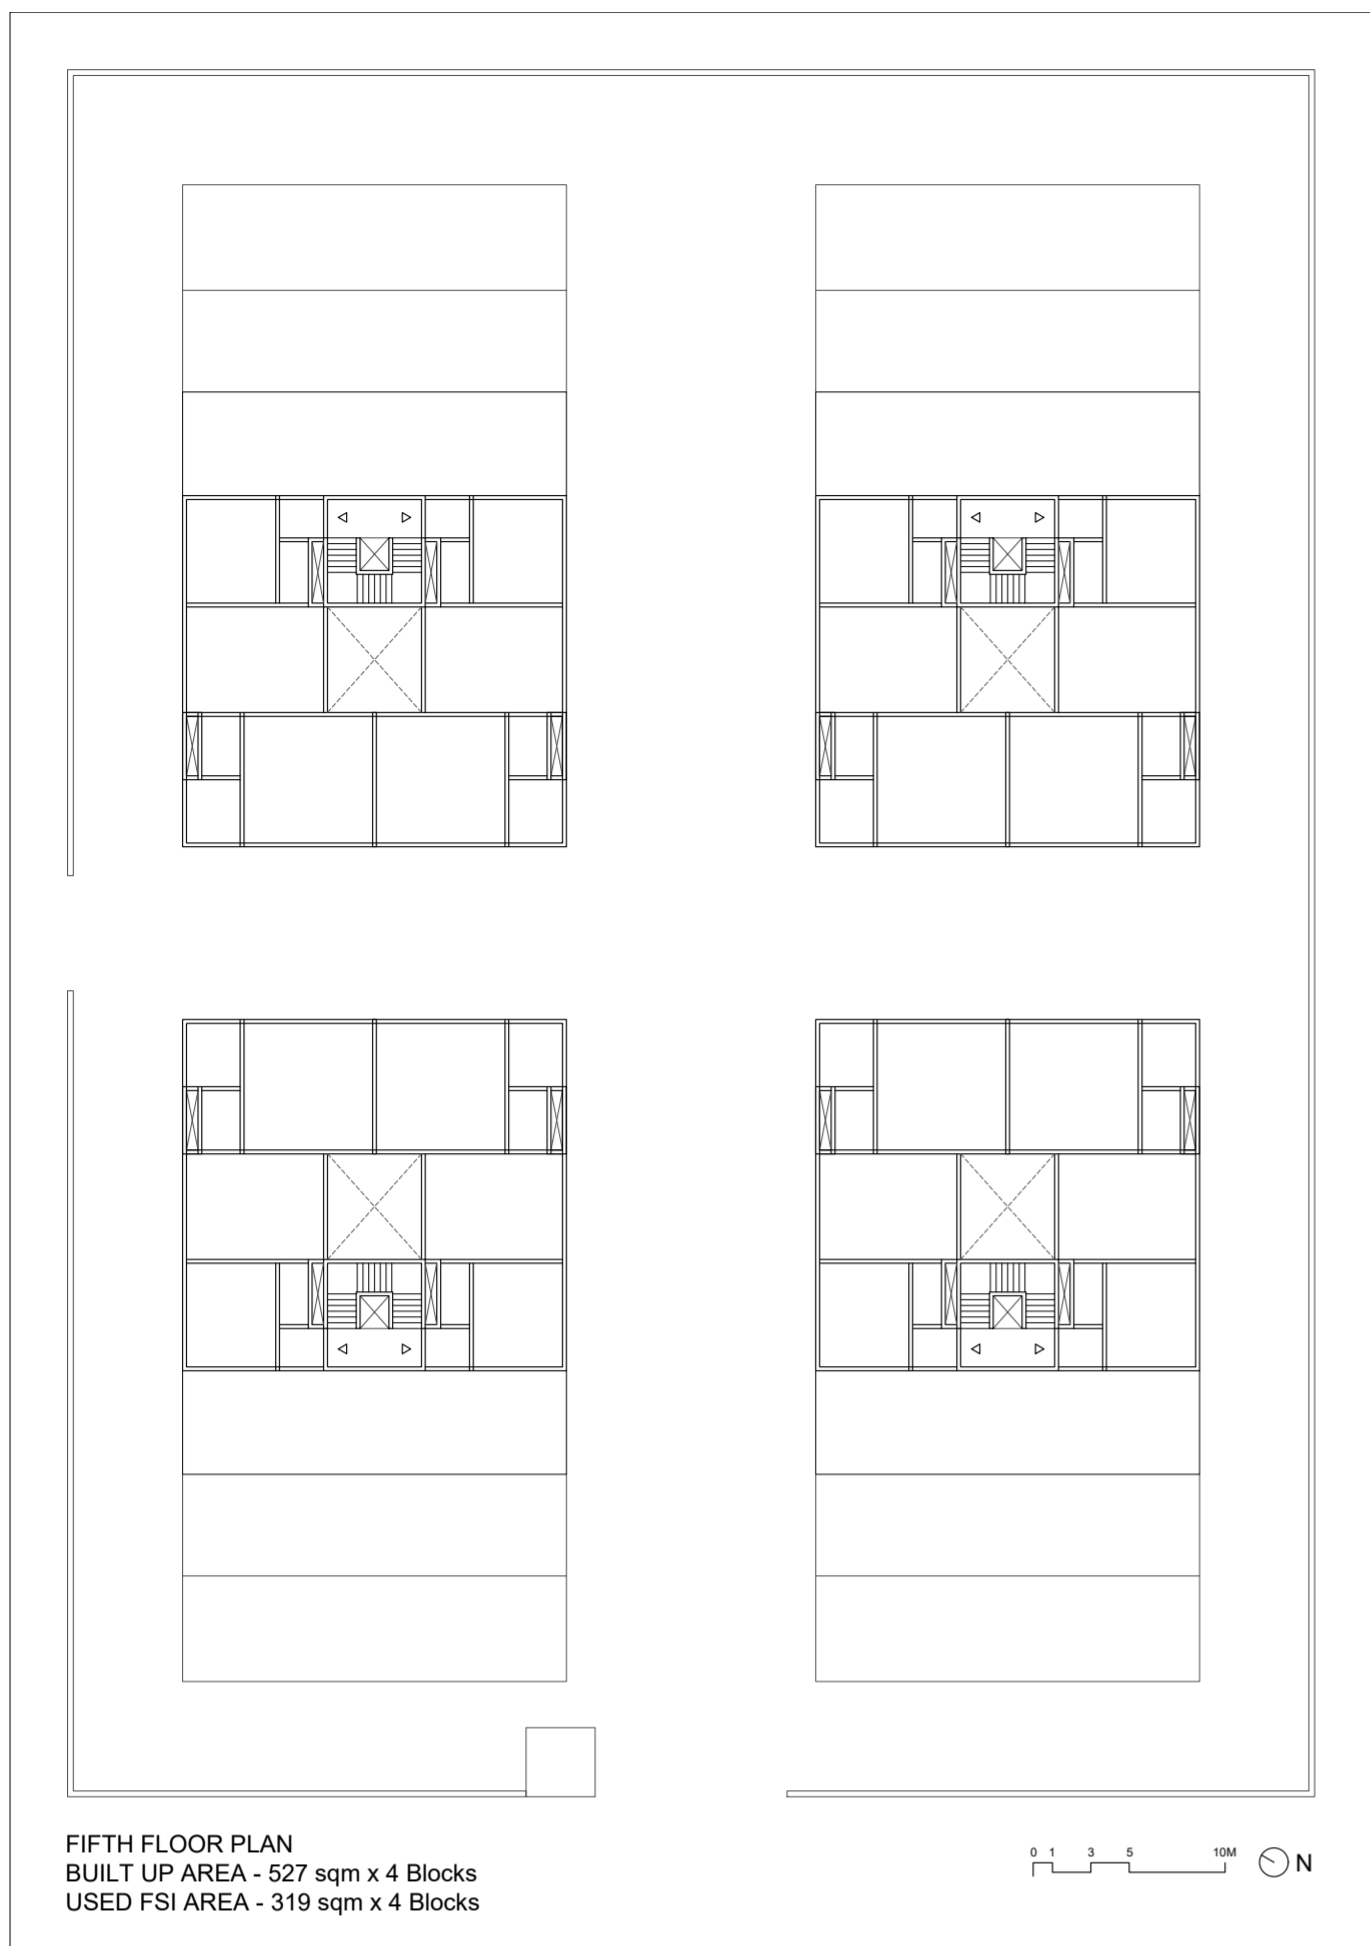 FIFTH FLOOR PLAN
BUILT UP AREA - 527 sqm x 4 Blocks
USED FSI AREA - 319 sqm x 4 Blocks
0 1 3 5 10M
N